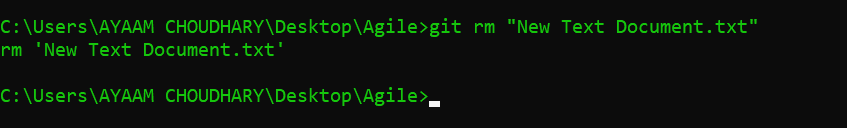 C:\Users\AYAAM CHOUDHARY\Desktop\Agile>git rm "New Text Document.txt"
rm 'New Text Document.txt'
C:\Users\AYAAM CHOUDHARY\Desktop\Agile>